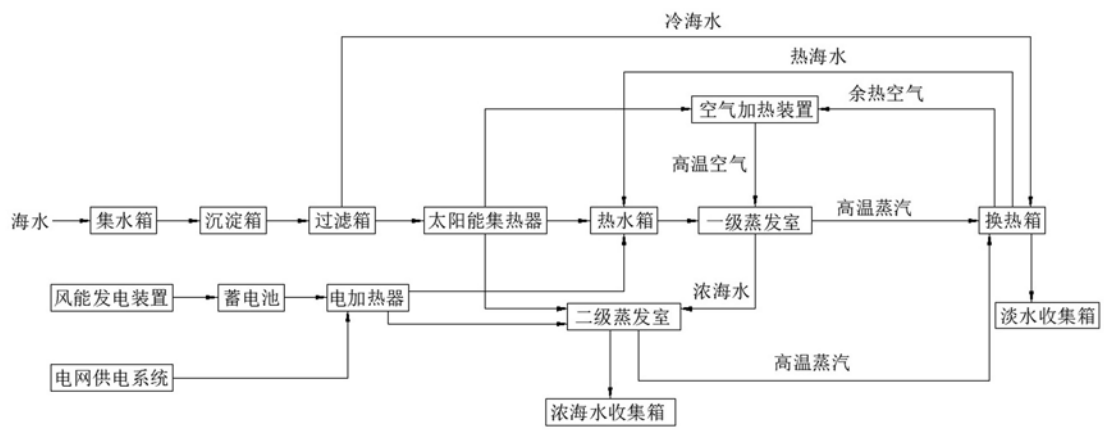 冷海水
热海水
余热空气
空气加热装置
高温空气
海水
集水箱
沉淀箱
过滤箱
太阳能集热器
热水箱
一级蒸发室
高温蒸汽
换热箱
风能发电装置
蓄电池
电加热器
浓海水
二级蒸发室
淡水收集箱
高温蒸汽
电网供电系统
浓海水收集箱